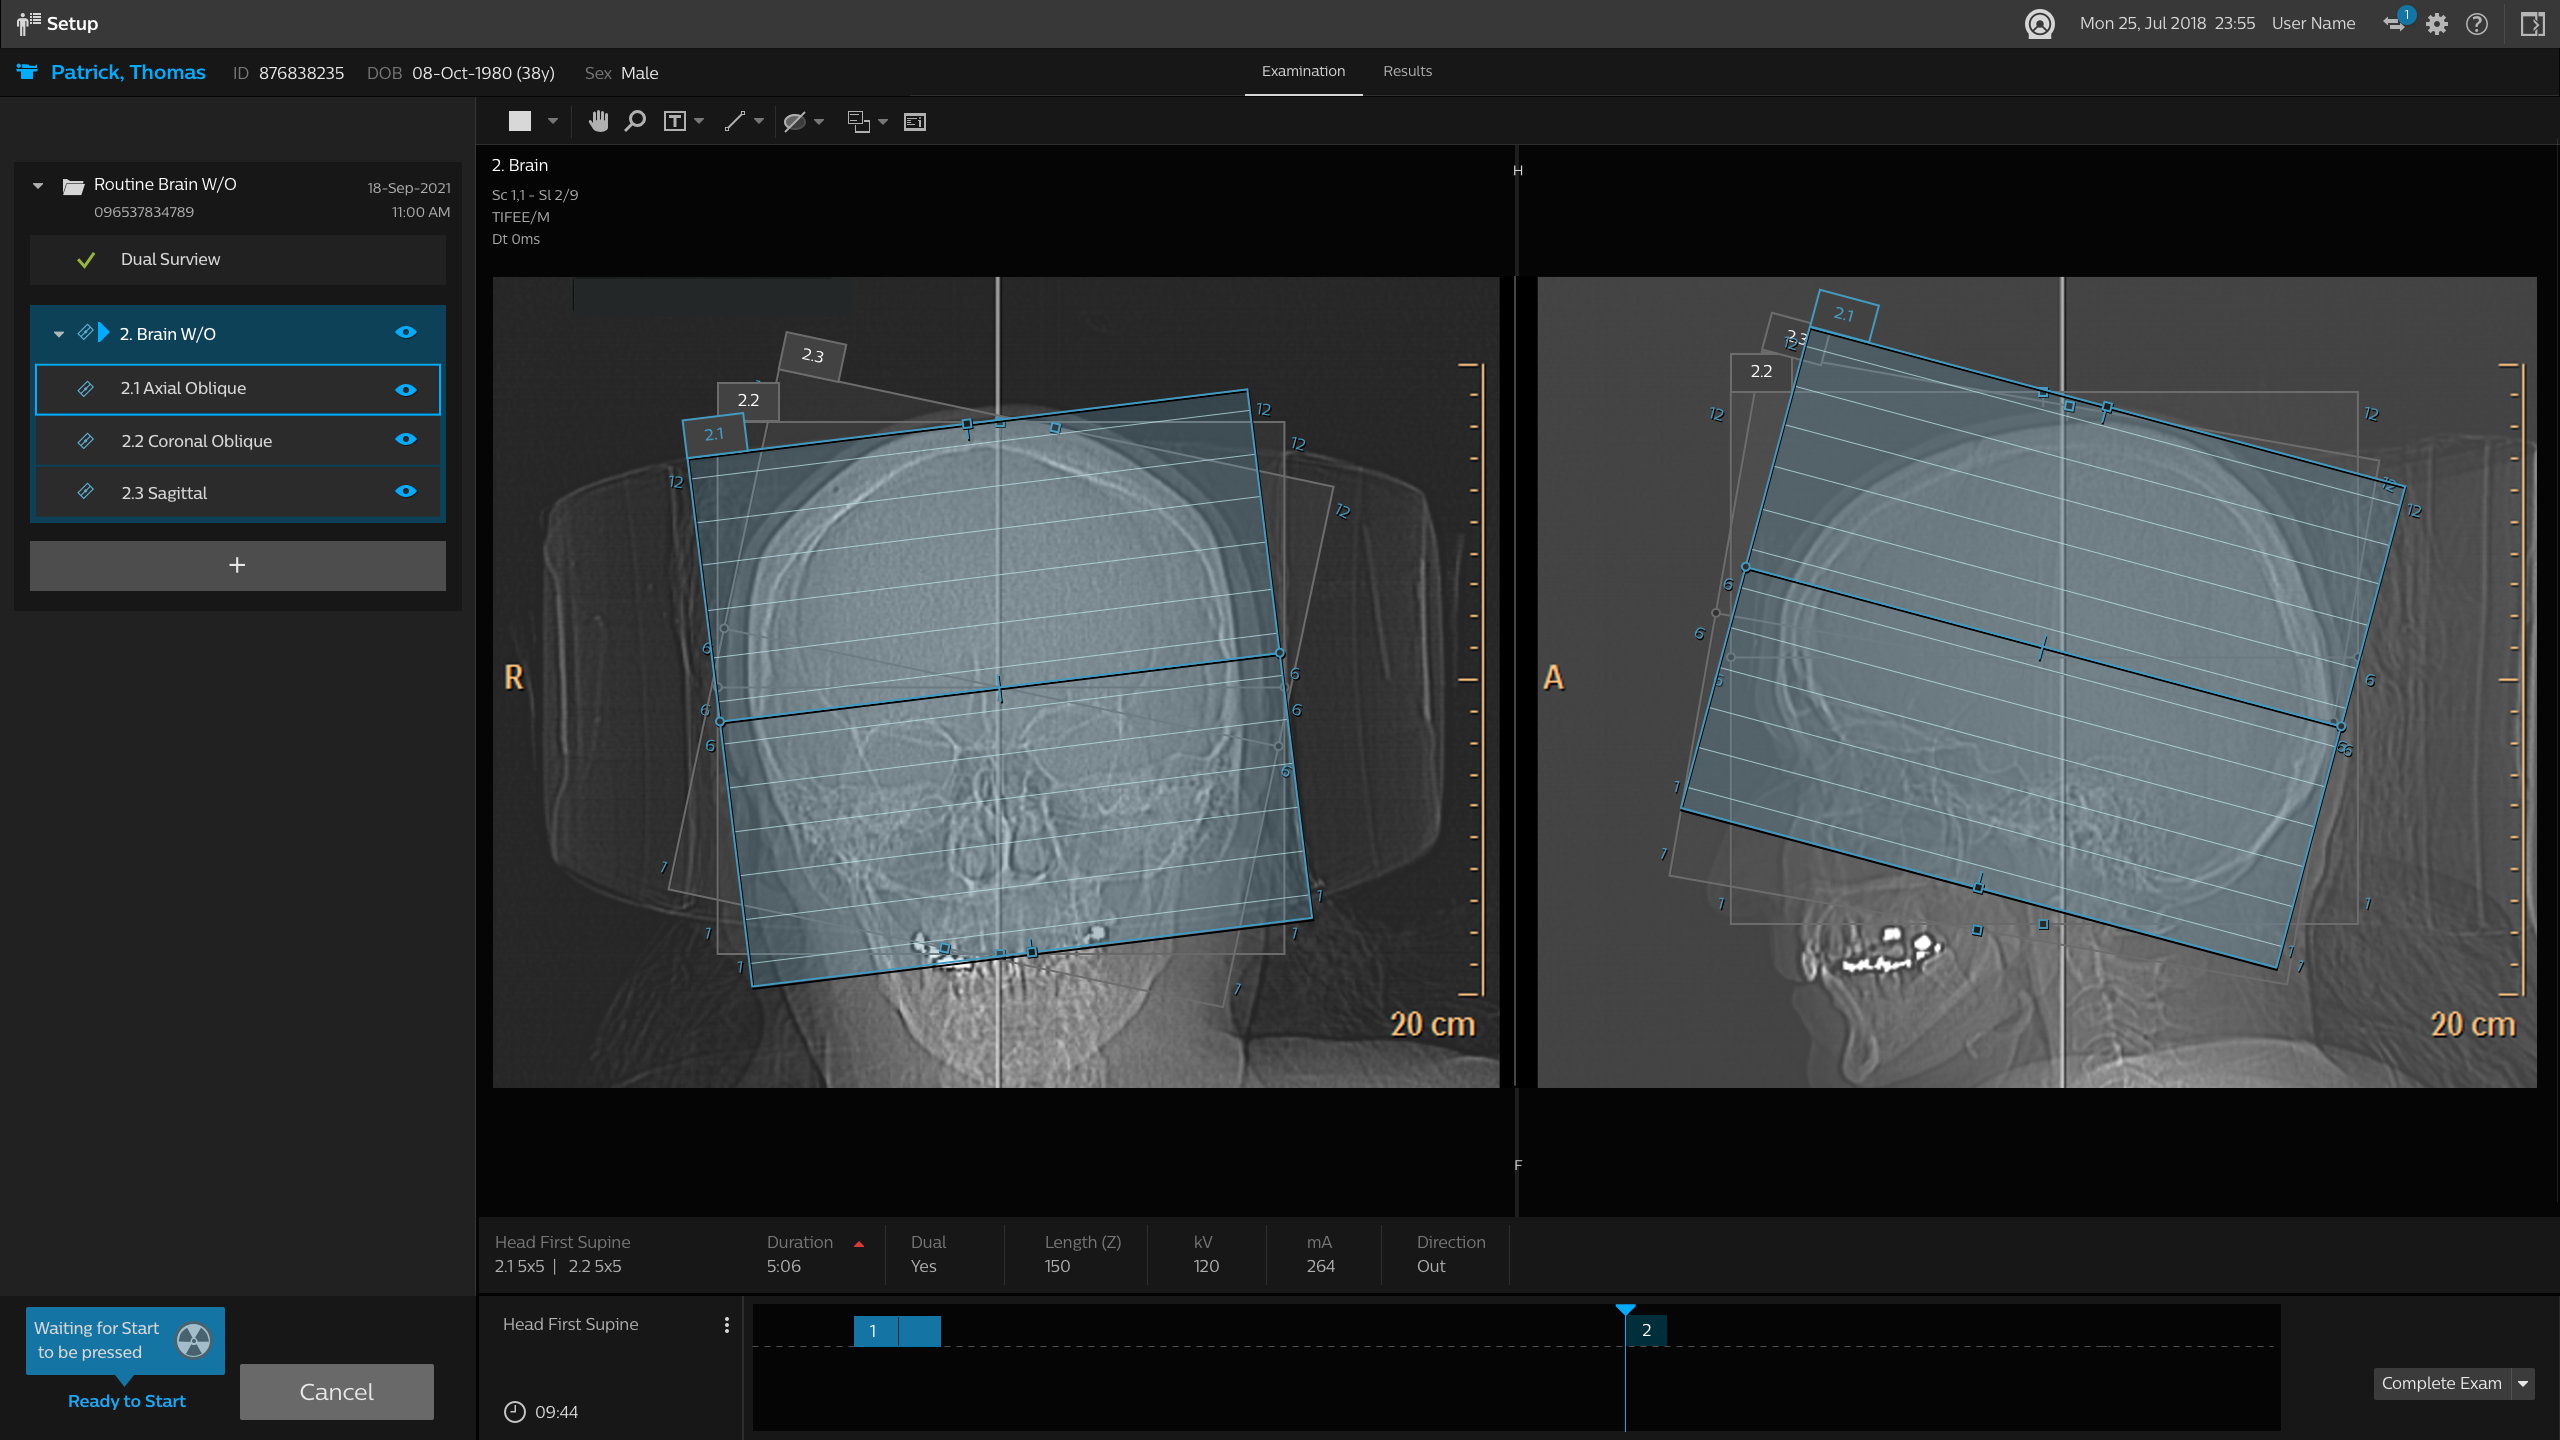 Setup
Mon 25, Jul 2018 23:55 User Name 1
Patrick, Thomas ID 876838235 DOB 08-Oct-1980 (38y) Sex Male
Examination Results
Routine Brain W/O 18-Sep-2021
096537834789 11:00 AM
Dual Surview
2. Brain W/O
2.1 Axial Oblique
2.2 Coronal Oblique
2.3 Sagittal
+
T
2. Brain
Sc 1,1 - Sl 2/9
TIFEE/M
Dt 0ms
H
2.3
2.2
2.1
12
12
12
12
6
6
6
6
6
6
R
1
1
1
1
1
1
20 cm
2.1
2.3
12
2.2
12
12
12
12
6
6
6
6
6
6
A
1
1
1
1
1
1
20 cm
F
Head First Supine Duration Dual Length (Z) kV mA Direction
2.1 5x5 | 2.2 5x5 5:06 Yes 150 120 264 Out
Waiting for Start
to be pressed
Ready to Start
Cancel
Head First Supine
1
2
09:44
Complete Exam